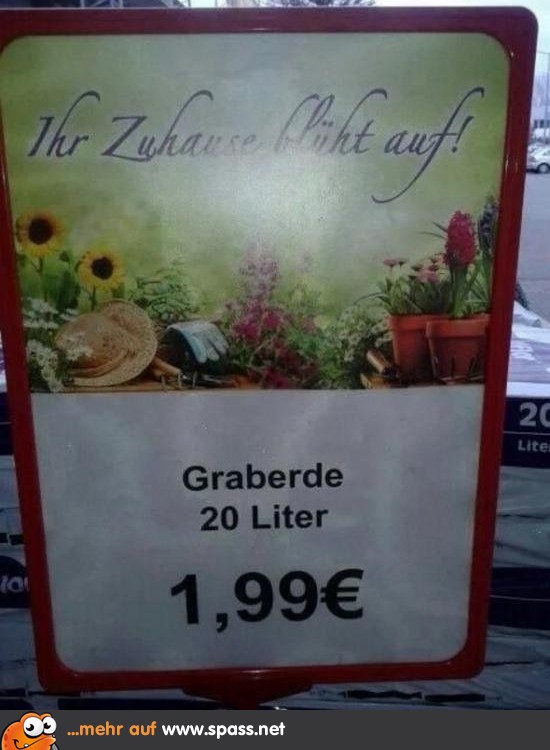 Ihr Zuhause blüht auf!
Graberde
20 Liter
1,99€
...mehr auf www.spass.net